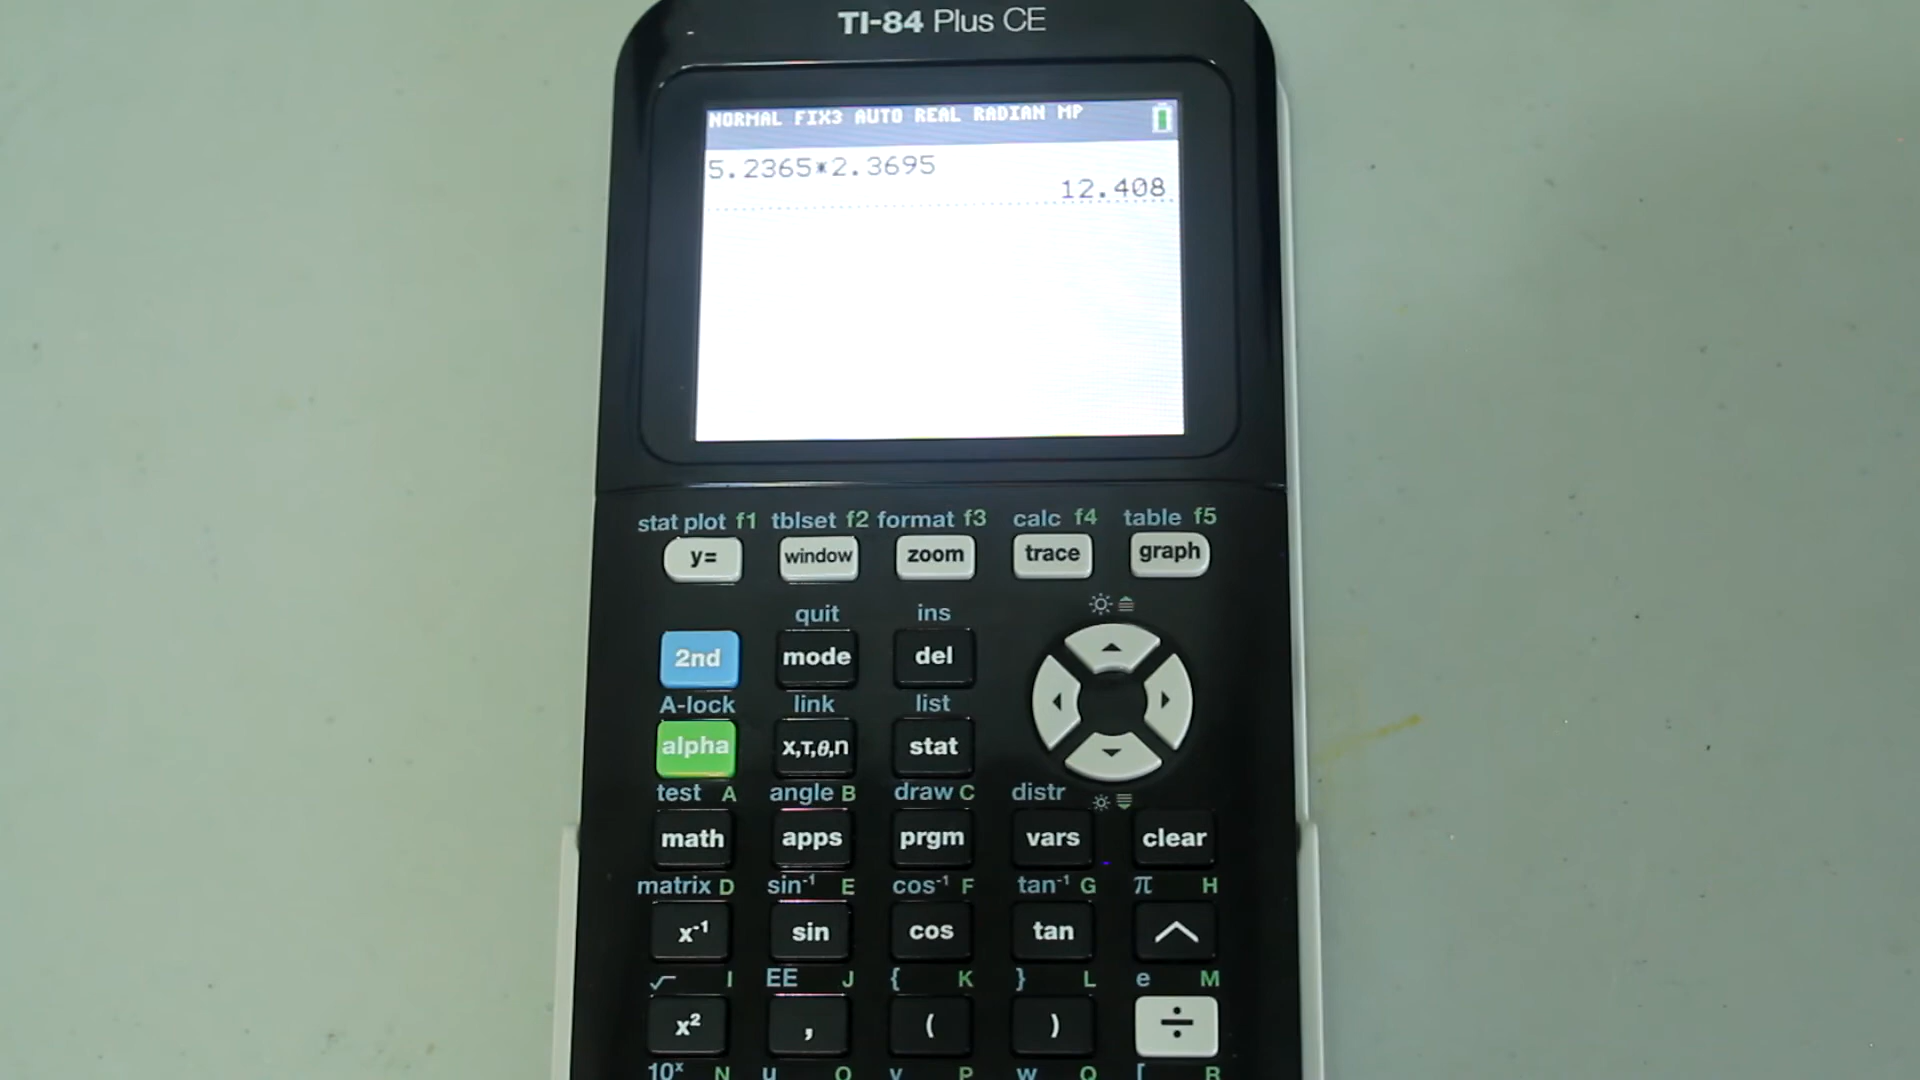 TI-84 Plus CE
NORMAL FIX3 AUTO REAL RADIAN MP
5.2365*2.3695
12.408
stat plot f1 tblset f2 format f3 calc f4 table f5
y= window zoom trace graph
quit ins
2nd mode del
A-lock link list
alpha X,T,θ,n stat
test A angle B draw C distr
math apps prgm vars clear
matrix D sin⁻¹ E cos⁻¹ F tan⁻¹ G π H
x⁻¹ sin cos tan ^
√ I EE J { K } L e M
x² , ( ) ÷
10ˣ N u O v P w Q [ R